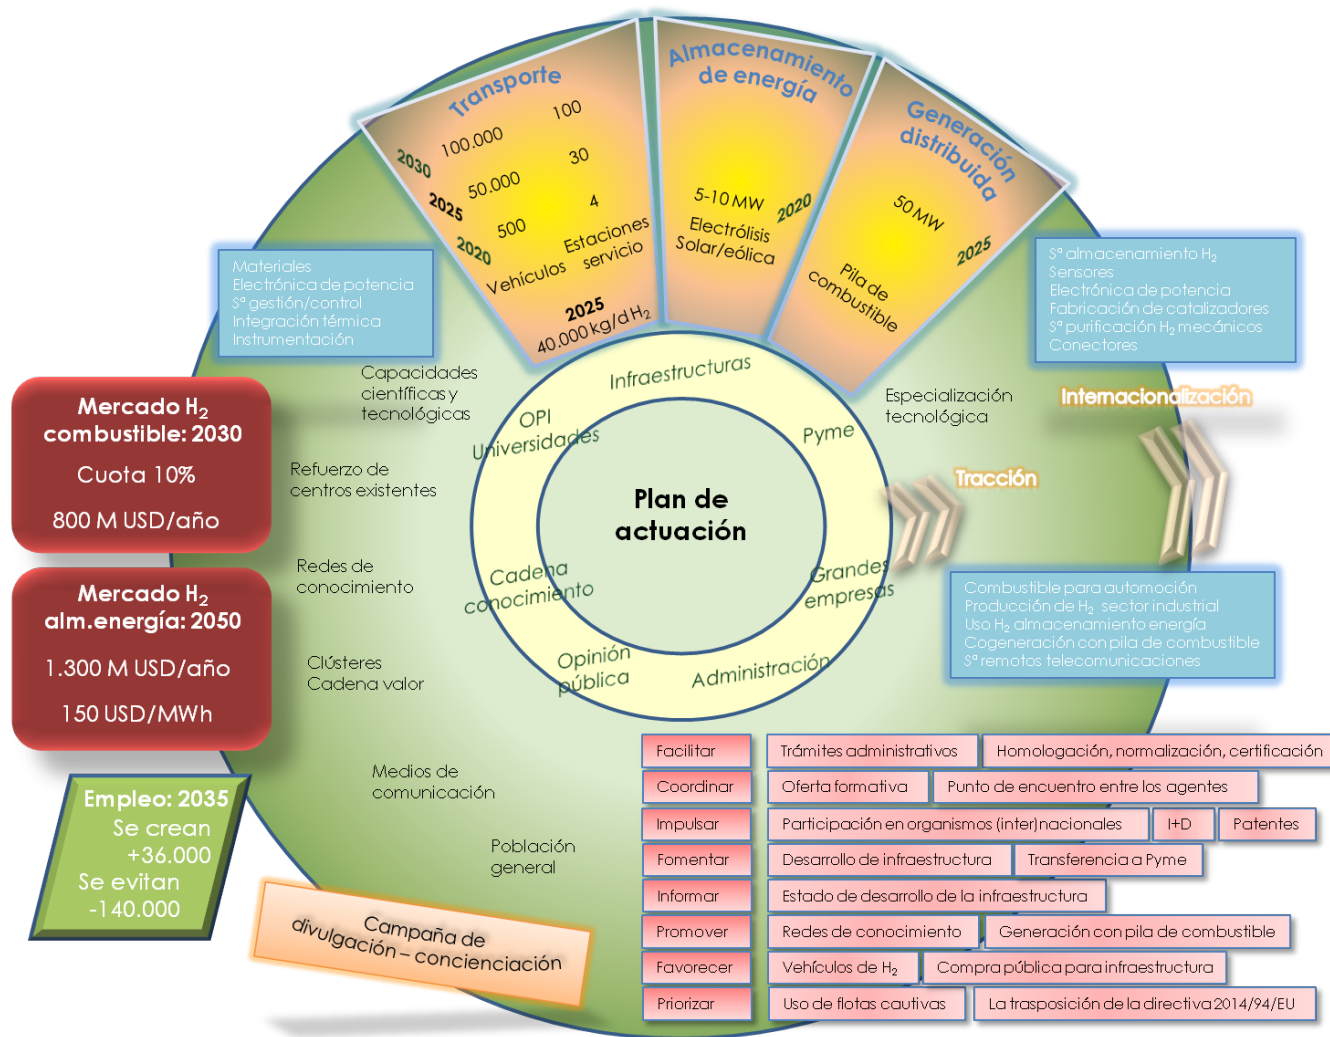 Transporte
2030 100.000 100
2025 50.000 30
2020 500 4
Vehículos
Estaciones
servicio
2025
40.000 kg/d H₂
Almacenamiento
de energía
5-10 MW 2020
Electrólisis
Solar/eólica
Generación
distribuida
50 MW
2025
Pila de
combustible
Materiales
Electrónica de potencia
Sª gestión/control
Integración térmica
Instrumentación
Sª almacenamiento H₂
Sensores
Electrónica de potencia
Fabricación de catalizadores
Sª purificación H₂ mecánicos
Conectores
Capacidades
científicas y
tecnológicas
Infraestructuras
OPI
Universidades
Pyme
Especialización
tecnológica
Internacionalización
Mercado H₂
combustible: 2030
Cuota 10%
800 M USD/año
Refuerzo de
centros existentes
Plan de
actuación
Tracción
Redes de
conocimiento
Cadena
conocimiento
Grandes
empresas
Mercado H₂
alm.energía: 2050
1.300 M USD/año
150 USD/MWh
Combustible para automoción
Producción de H₂ sector industrial
Uso H₂ almacenamiento energía
Cogeneración con pila de combustible
Sª remotos telecomunicaciones
Clústeres
Cadena valor
Opinión
pública
Administración
Medios de
comunicación
Población
general
Empleo: 2035
Se crean
+36.000
Se evitan
-140.000
Campaña de
divulgación – concienciación
Facilitar Trámites administrativos Homologación, normalización, certificación
Coordinar Oferta formativa Punto de encuentro entre los agentes
Impulsar Participación en organismos (inter)nacionales I+D Patentes
Fomentar Desarrollo de infraestructura Transferencia a Pyme
Informar Estado de desarrollo de la infraestructura
Promover Redes de conocimiento Generación con pila de combustible
Favorecer Vehículos de H₂ Compra pública para infraestructura
Priorizar Uso de flotas cautivas La trasposición de la directiva 2014/94/EU